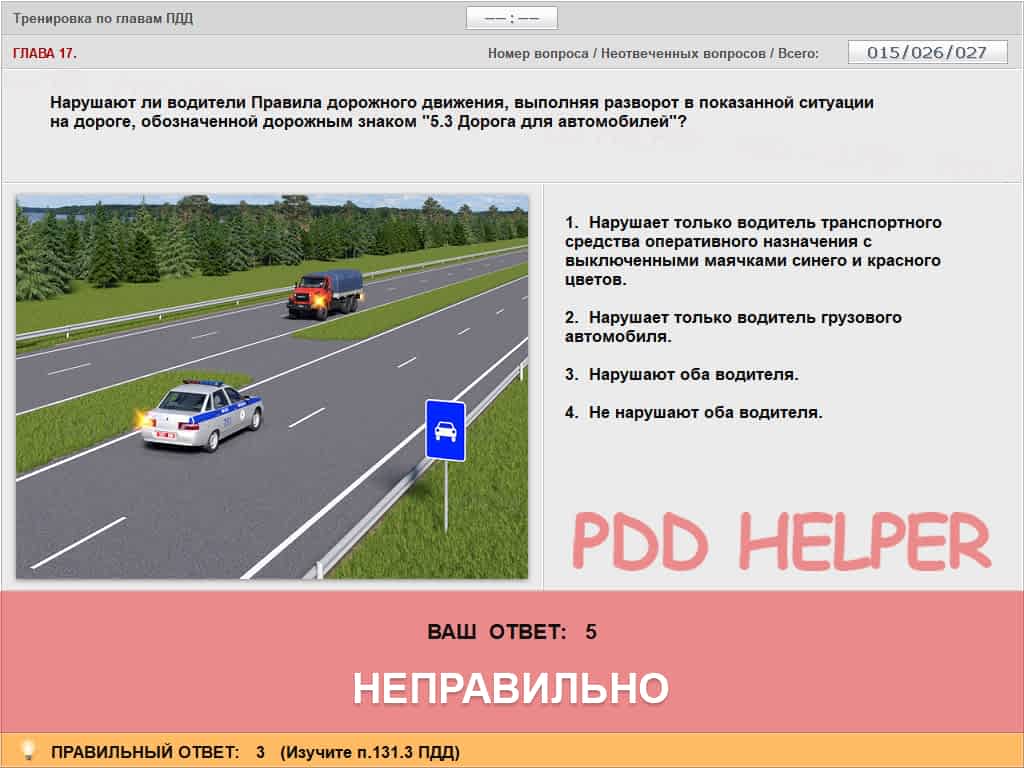 Тренировка по главам ПДД
—— : ——
ГЛАВА 17.
Номер вопроса / Неотвеченных вопросов / Всего:
015/026/027
Нарушают ли водители Правила дорожного движения, выполняя разворот в показанной ситуации
на дороге, обозначенной дорожным знаком "5.3 Дорога для автомобилей"?
1. Нарушает только водитель транспортного
средства оперативного назначения с
выключенными маячками синего и красного
цветов.
2. Нарушает только водитель грузового
автомобиля.
3. Нарушают оба водителя.
4. Не нарушают оба водителя.
PDD HELPER
ВАШ ОТВЕТ: 5
НЕПРАВИЛЬНО
ПРАВИЛЬНЫЙ ОТВЕТ: 3 (Изучите п.131.3 ПДД)